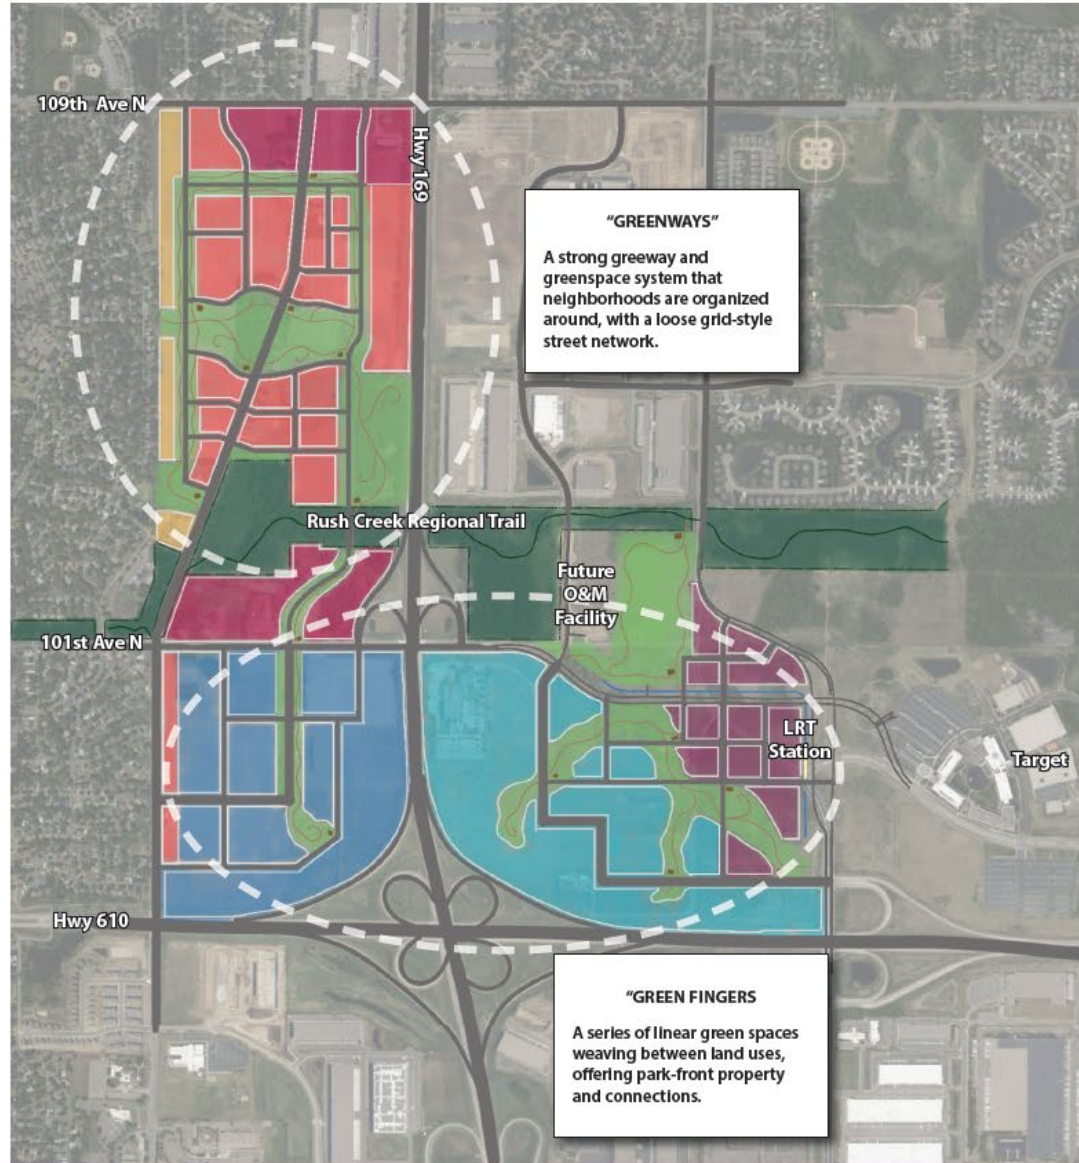 109th Ave N
Hwy 169
“GREENWAYS”
A strong greeway and
greenspace system that
neighborhoods are organized
around, with a loose grid-style
street network.
Rush Creek Regional Trail
Future
O&M
Facility
101st Ave N
LRT
Station
Target
Hwy 610
“GREEN FINGERS
A series of linear green spaces
weaving between land uses,
offering park-front property
and connections.